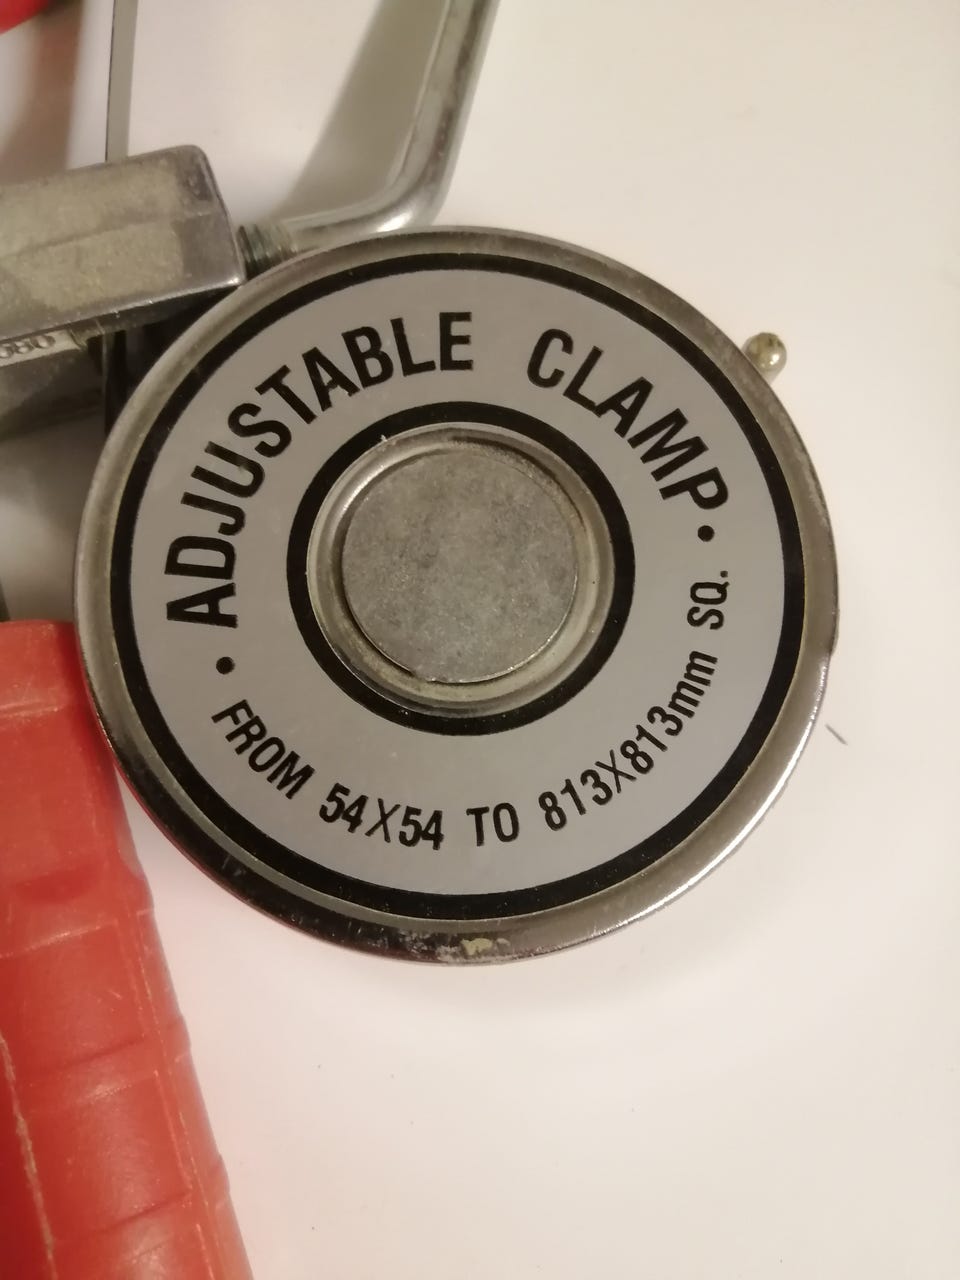 ADJUSTABLE CLAMP
• FROM 54X54 TO 813X813mm SQ. •